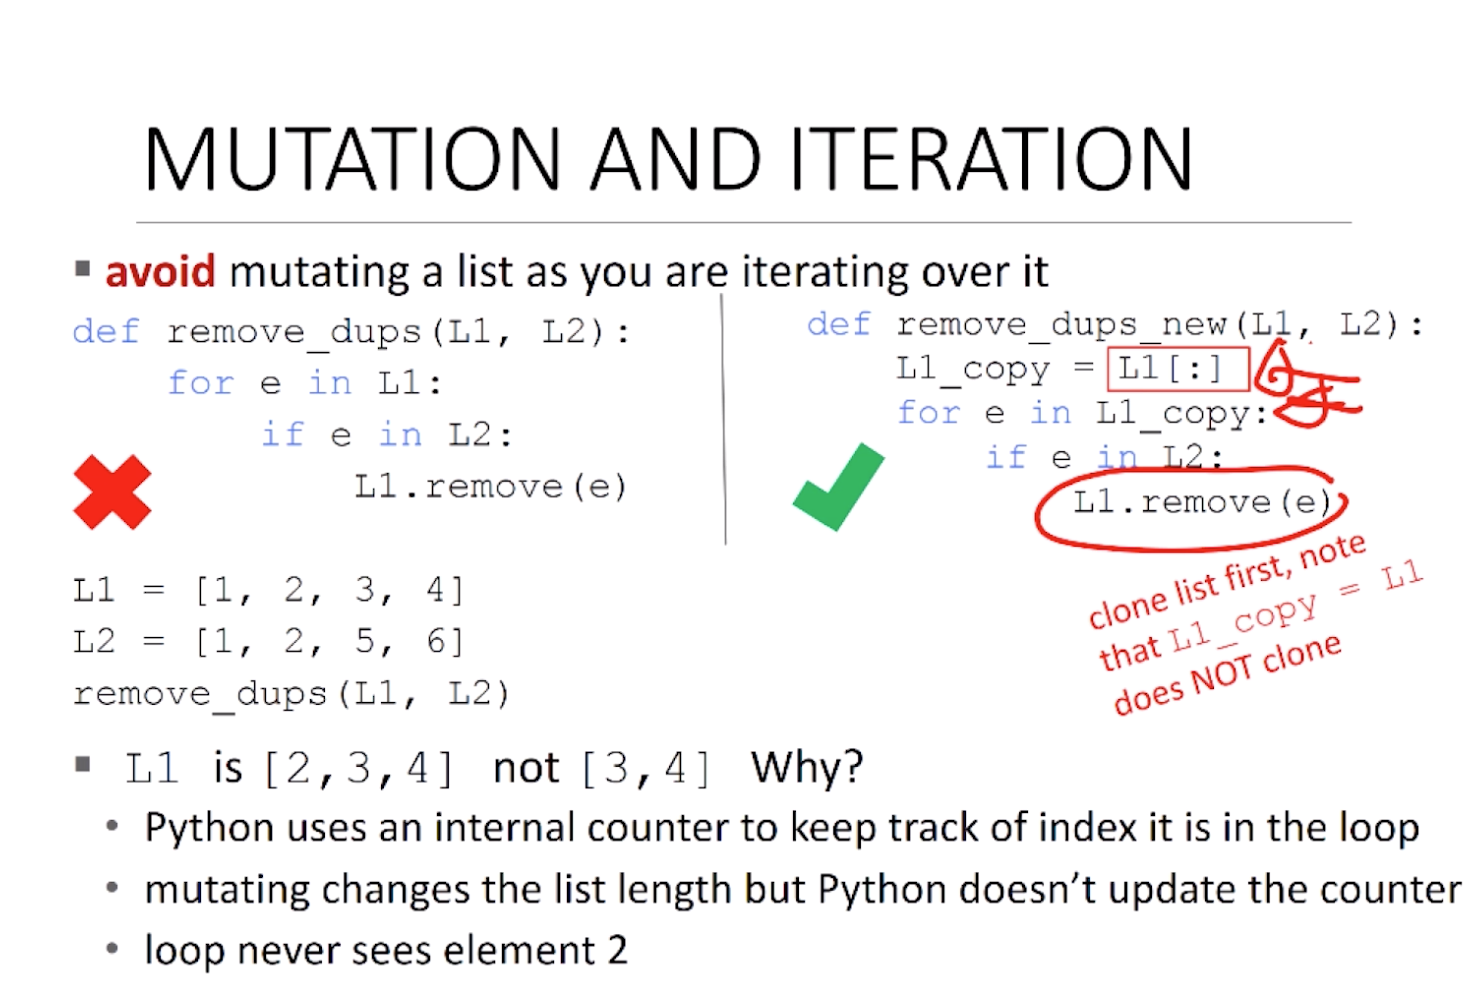 MUTATION AND ITERATION
▪ avoid mutating a list as you are iterating over it
def remove_dups(L1, L2):
    for e in L1:
        if e in L2:
            L1.remove(e)
def remove_dups_new(L1, L2):
    L1_copy = L1[:]
    for e in L1_copy:
        if e in L2:
            L1.remove(e)
clone list first, note
that L1_copy = L1
does NOT clone
L1 = [1, 2, 3, 4]
L2 = [1, 2, 5, 6]
remove_dups(L1, L2)
▪ L1 is [2,3,4] not [3,4] Why?
• Python uses an internal counter to keep track of index it is in the loop
• mutating changes the list length but Python doesn't update the counter
• loop never sees element 2